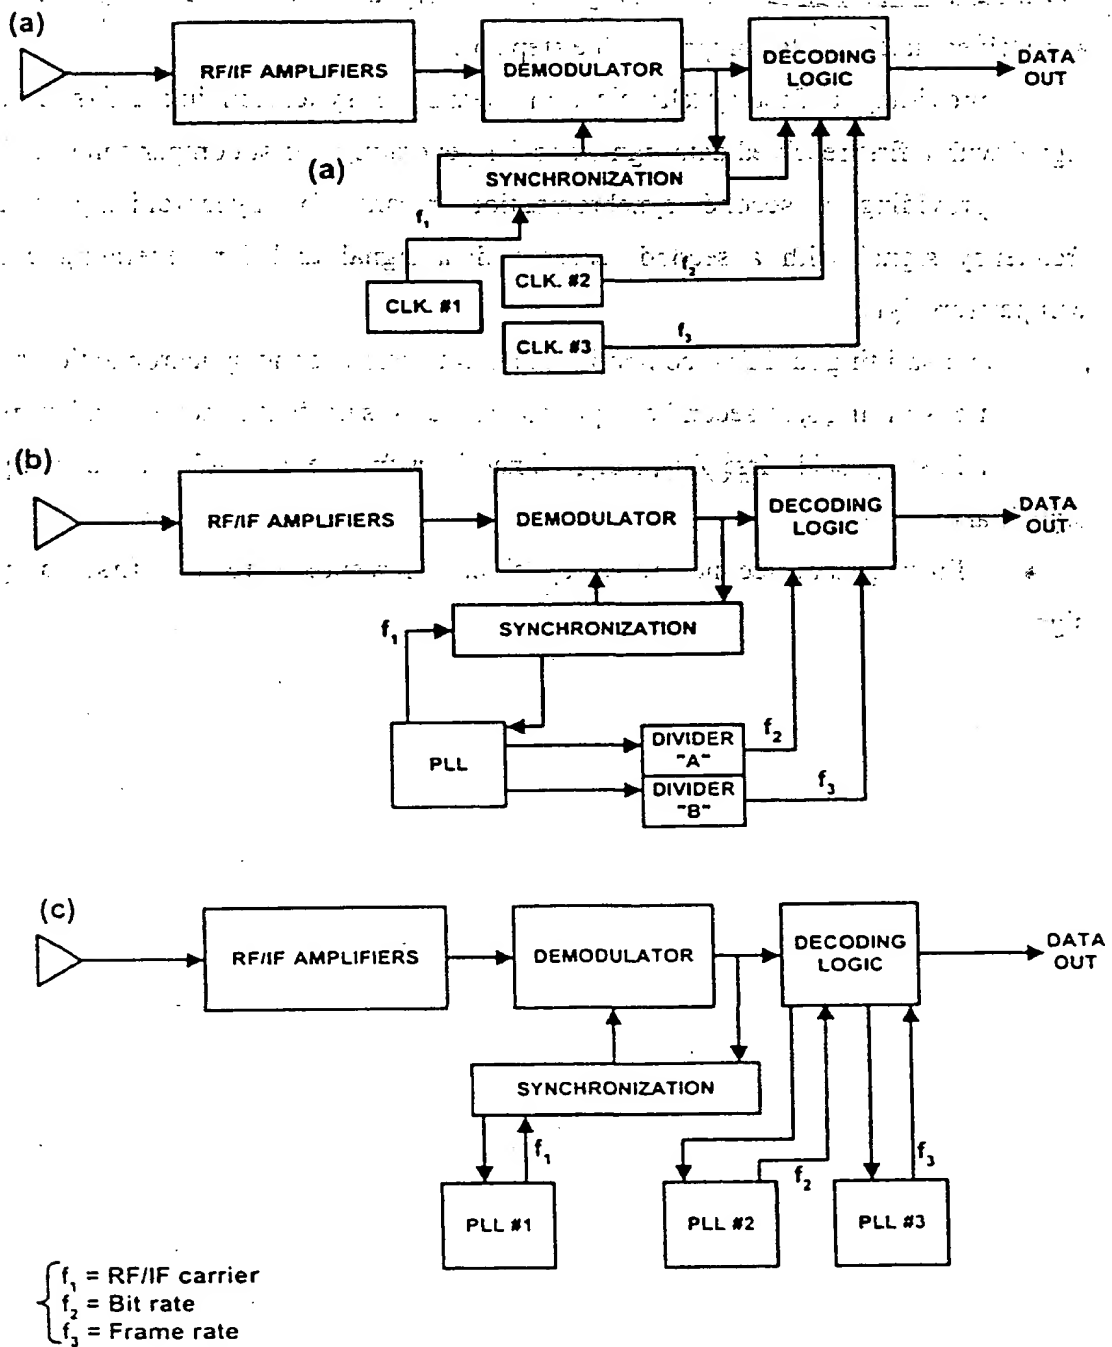 (a)
RF/IF AMPLIFIERS
DEMODULATOR
DECODING
LOGIC
DATA
OUT
(a)
SYNCHRONIZATION
f₁
CLK. #1
CLK. #2
f₂
CLK. #3
f₃
(b)
RF/IF AMPLIFIERS
DEMODULATOR
DECODING
LOGIC
DATA
OUT
f₁
SYNCHRONIZATION
PLL
DIVIDER
"A"
f₂
DIVIDER
"B"
f₃
(c)
RF/IF AMPLIFIERS
DEMODULATOR
DECODING
LOGIC
DATA
OUT
SYNCHRONIZATION
f₁
f₂
f₃
PLL #1
PLL #2
PLL #3
f₁ = RF/IF carrier
f₂ = Bit rate
f₃ = Frame rate